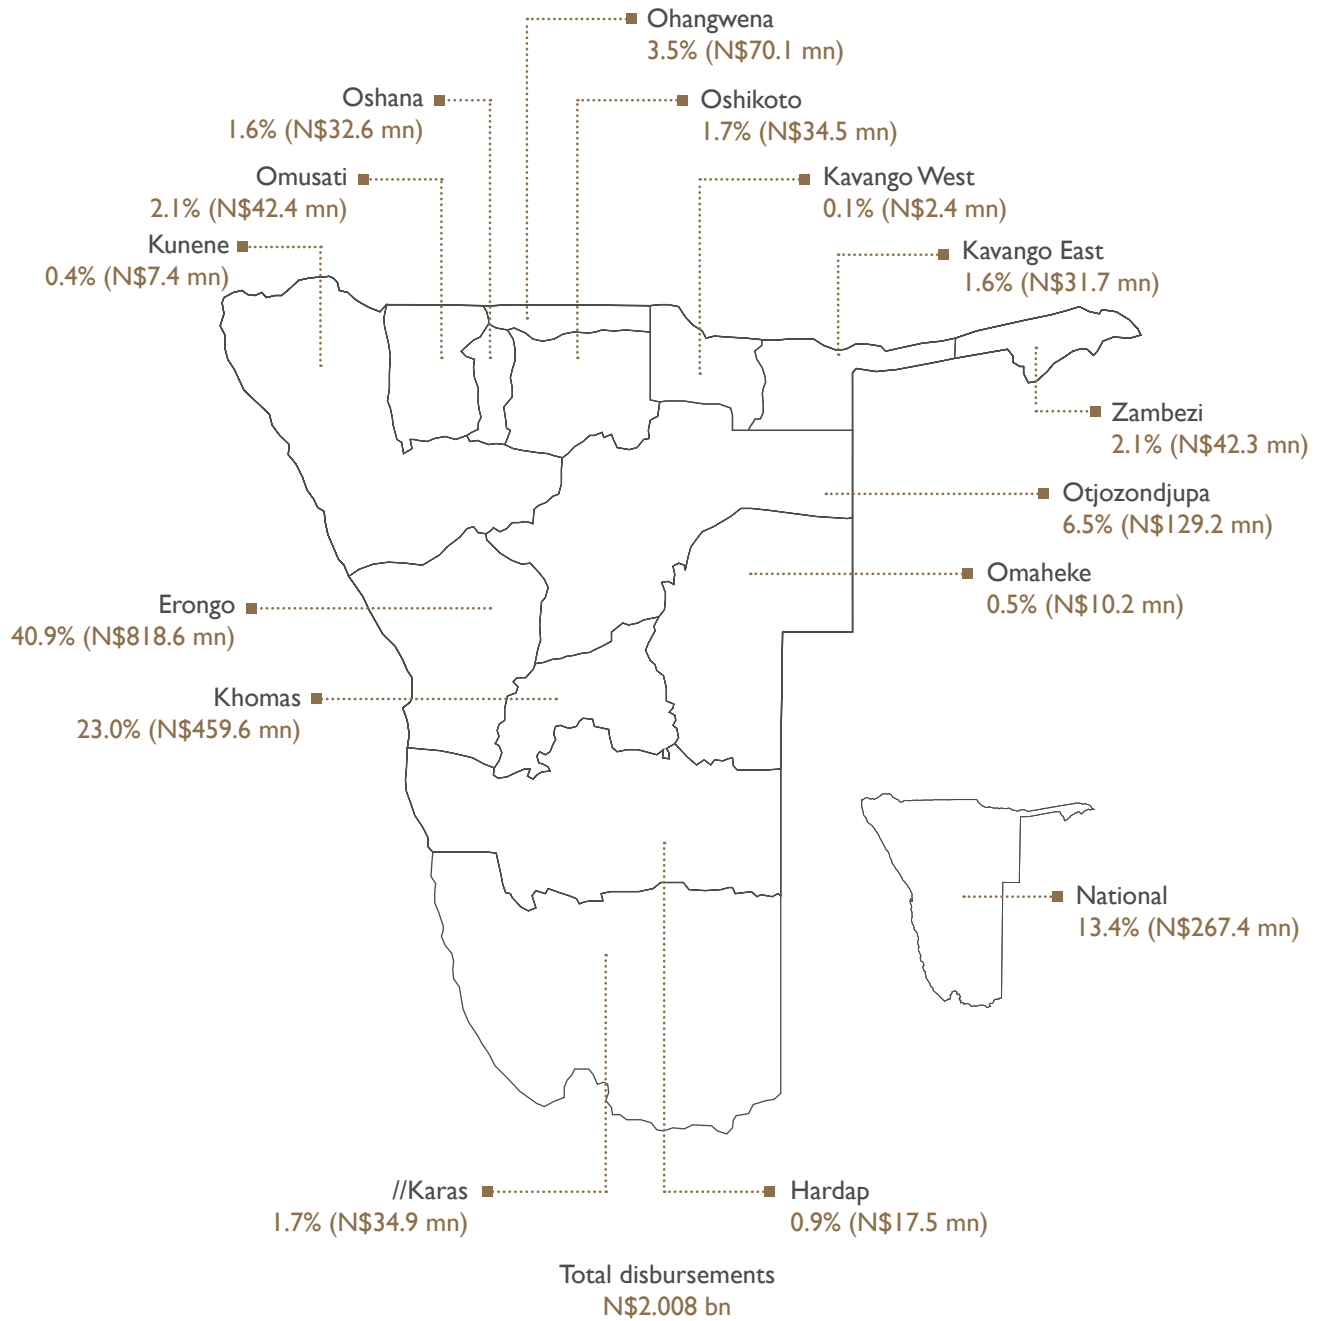 Ohangwena
3.5% (N$70.1 mn)
Oshana
1.6% (N$32.6 mn)
Oshikoto
1.7% (N$34.5 mn)
Omusati
2.1% (N$42.4 mn)
Kavango West
0.1% (N$2.4 mn)
Kunene
0.4% (N$7.4 mn)
Kavango East
1.6% (N$31.7 mn)
Zambezi
2.1% (N$42.3 mn)
Otjozondjupa
6.5% (N$129.2 mn)
Omaheke
0.5% (N$10.2 mn)
Erongo
40.9% (N$818.6 mn)
Khomas
23.0% (N$459.6 mn)
National
13.4% (N$267.4 mn)
//Karas
1.7% (N$34.9 mn)
Hardap
0.9% (N$17.5 mn)
Total disbursements
N$2.008 bn